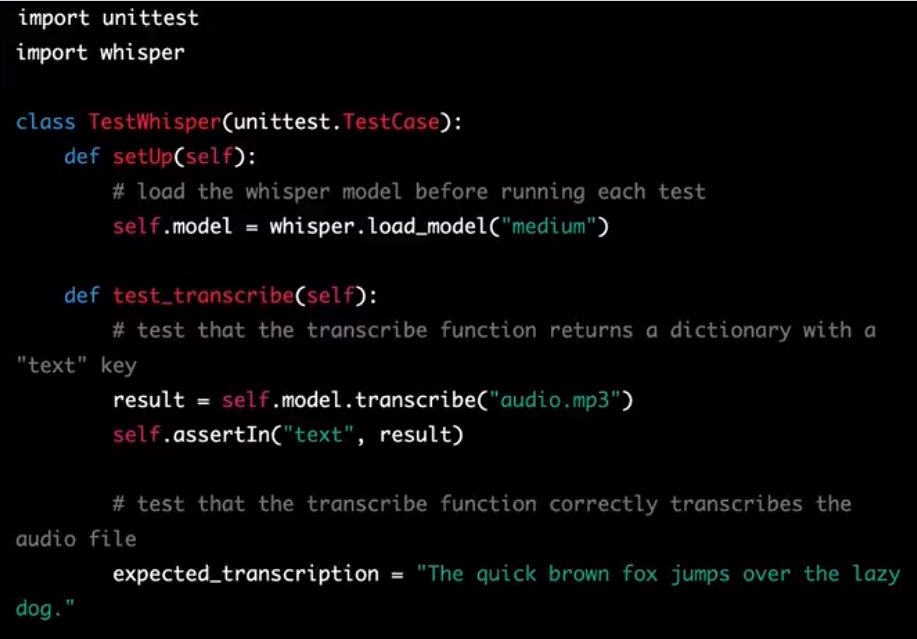 import unittest
import whisper
class TestWhisper(unittest.TestCase):
    def setUp(self):
        # load the whisper model before running each test
        self.model = whisper.load_model("medium")
    def test_transcribe(self):
        # test that the transcribe function returns a dictionary with a
"text" key
        result = self.model.transcribe("audio.mp3")
        self.assertIn("text", result)
        # test that the transcribe function correctly transcribes the
audio file
        expected_transcription = "The quick brown fox jumps over the lazy
dog."